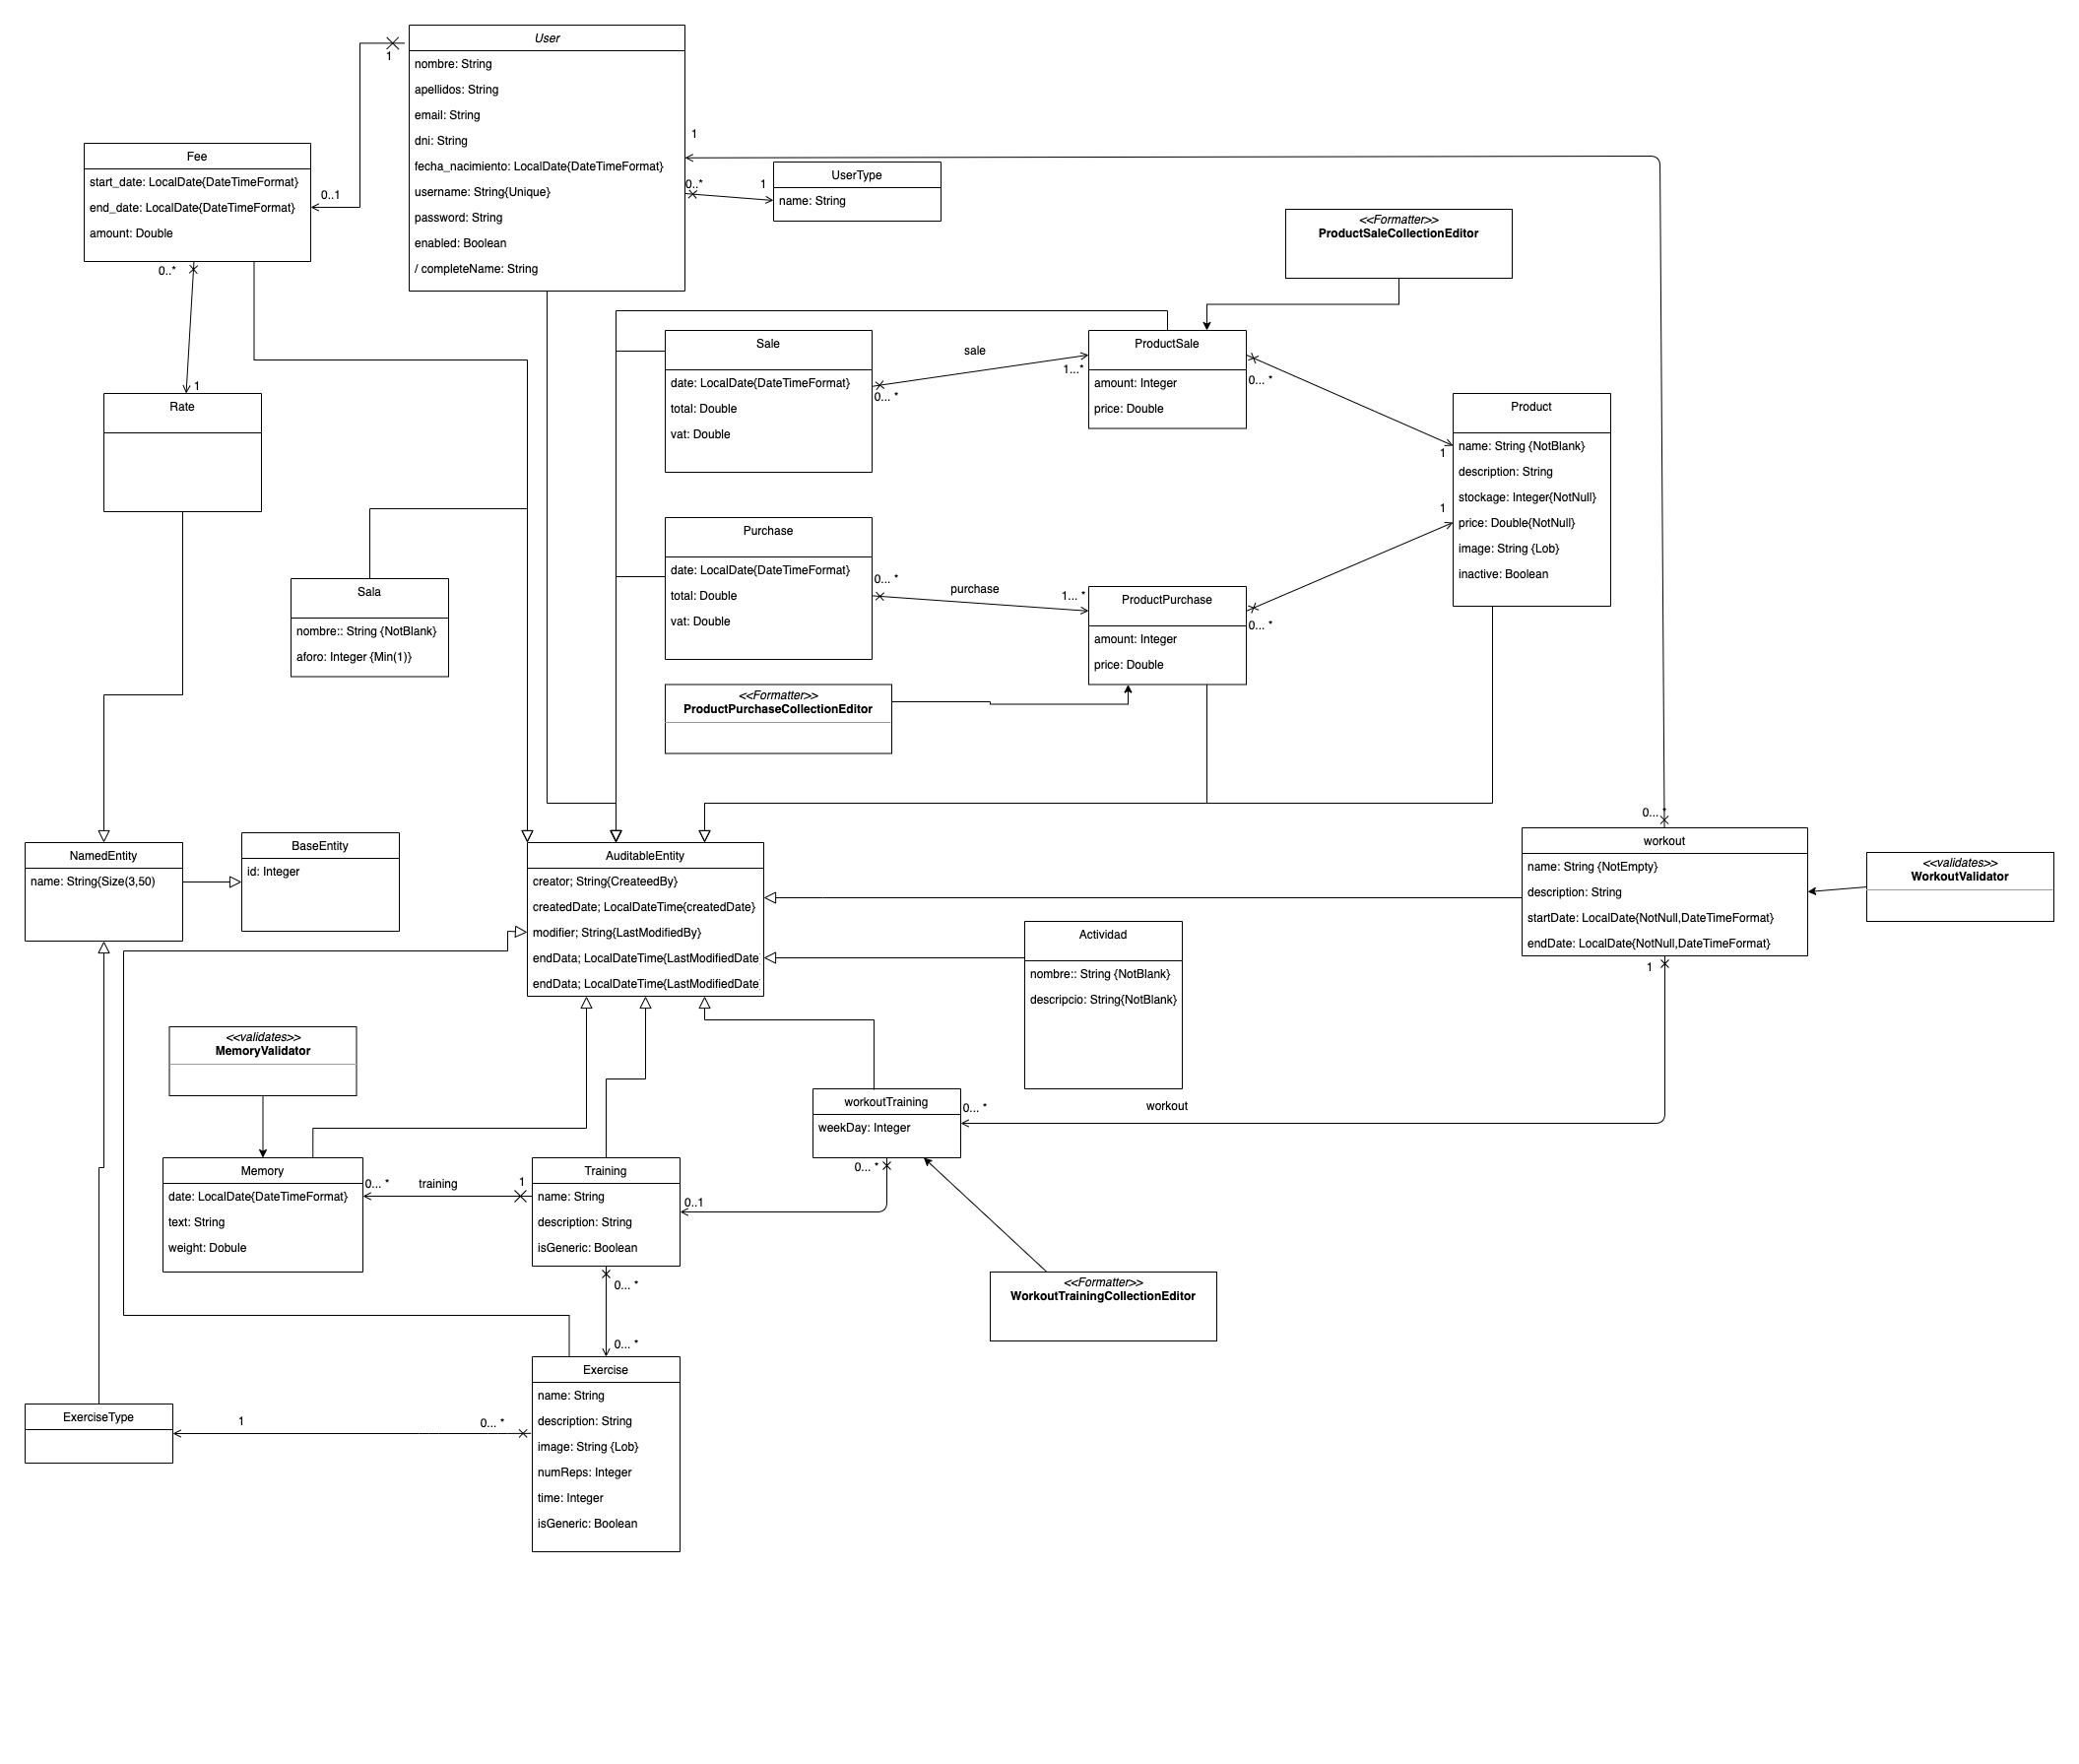 User
nombre: String
apellidos: String
email: String
dni: String
fecha_nacimiento: LocalDate{DateTimeFormat}
username: String{Unique}
password: String
enabled: Boolean
/ completeName: String
1
0..1
Fee
start_date: LocalDate{DateTimeFormat}
end_date: LocalDate{DateTimeFormat}
amount: Double
0..*
1
Rate
1
0..*
1
UserType
name: String
<<Formatter>>
ProductSaleCollectionEditor
Sale
date: LocalDate{DateTimeFormat}
total: Double
vat: Double
sale
0... *
1...*
ProductSale
amount: Integer
price: Double
0... *
1
Product
name: String {NotBlank}
description: String
stockage: Integer{NotNull}
price: Double{NotNull}
image: String {Lob}
inactive: Boolean
1
Purchase
date: LocalDate{DateTimeFormat}
total: Double
vat: Double
0... *
purchase
1... *
ProductPurchase
amount: Integer
price: Double
0... *
Sala
nombre:: String {NotBlank}
aforo: Integer {Min(1)}
<<Formatter>>
ProductPurchaseCollectionEditor
NamedEntity
name: String{Size(3,50)
BaseEntity
id: Integer
AuditableEntity
creator; String{CreateedBy}
createdDate; LocalDateTime{createdDate}
modifier; String{LastModifiedBy}
endData; LocalDateTime{LastModifiedDate
endData; LocalDateTime{LastModifiedDate
0... *
workout
name: String {NotEmpty}
description: String
startDate: LocalDate{NotNull,DateTimeFormat}
endDate: LocalDate{NotNull,DateTimeFormat}
1
<<validates>>
WorkoutValidator
Actividad
nombre:: String {NotBlank}
descripcio: String{NotBlank}
<<validates>>
MemoryValidator
workoutTraining
weekDay: Integer
0... *
workout
0... *
0..1
Memory
date: LocalDate{DateTimeFormat}
text: String
weight: Dobule
0... *
training
1
Training
name: String
description: String
isGeneric: Boolean
0... *
0... *
<<Formatter>>
WorkoutTrainingCollectionEditor
Exercise
name: String
description: String
image: String {Lob}
numReps: Integer
time: Integer
isGeneric: Boolean
ExerciseType
1
0... *